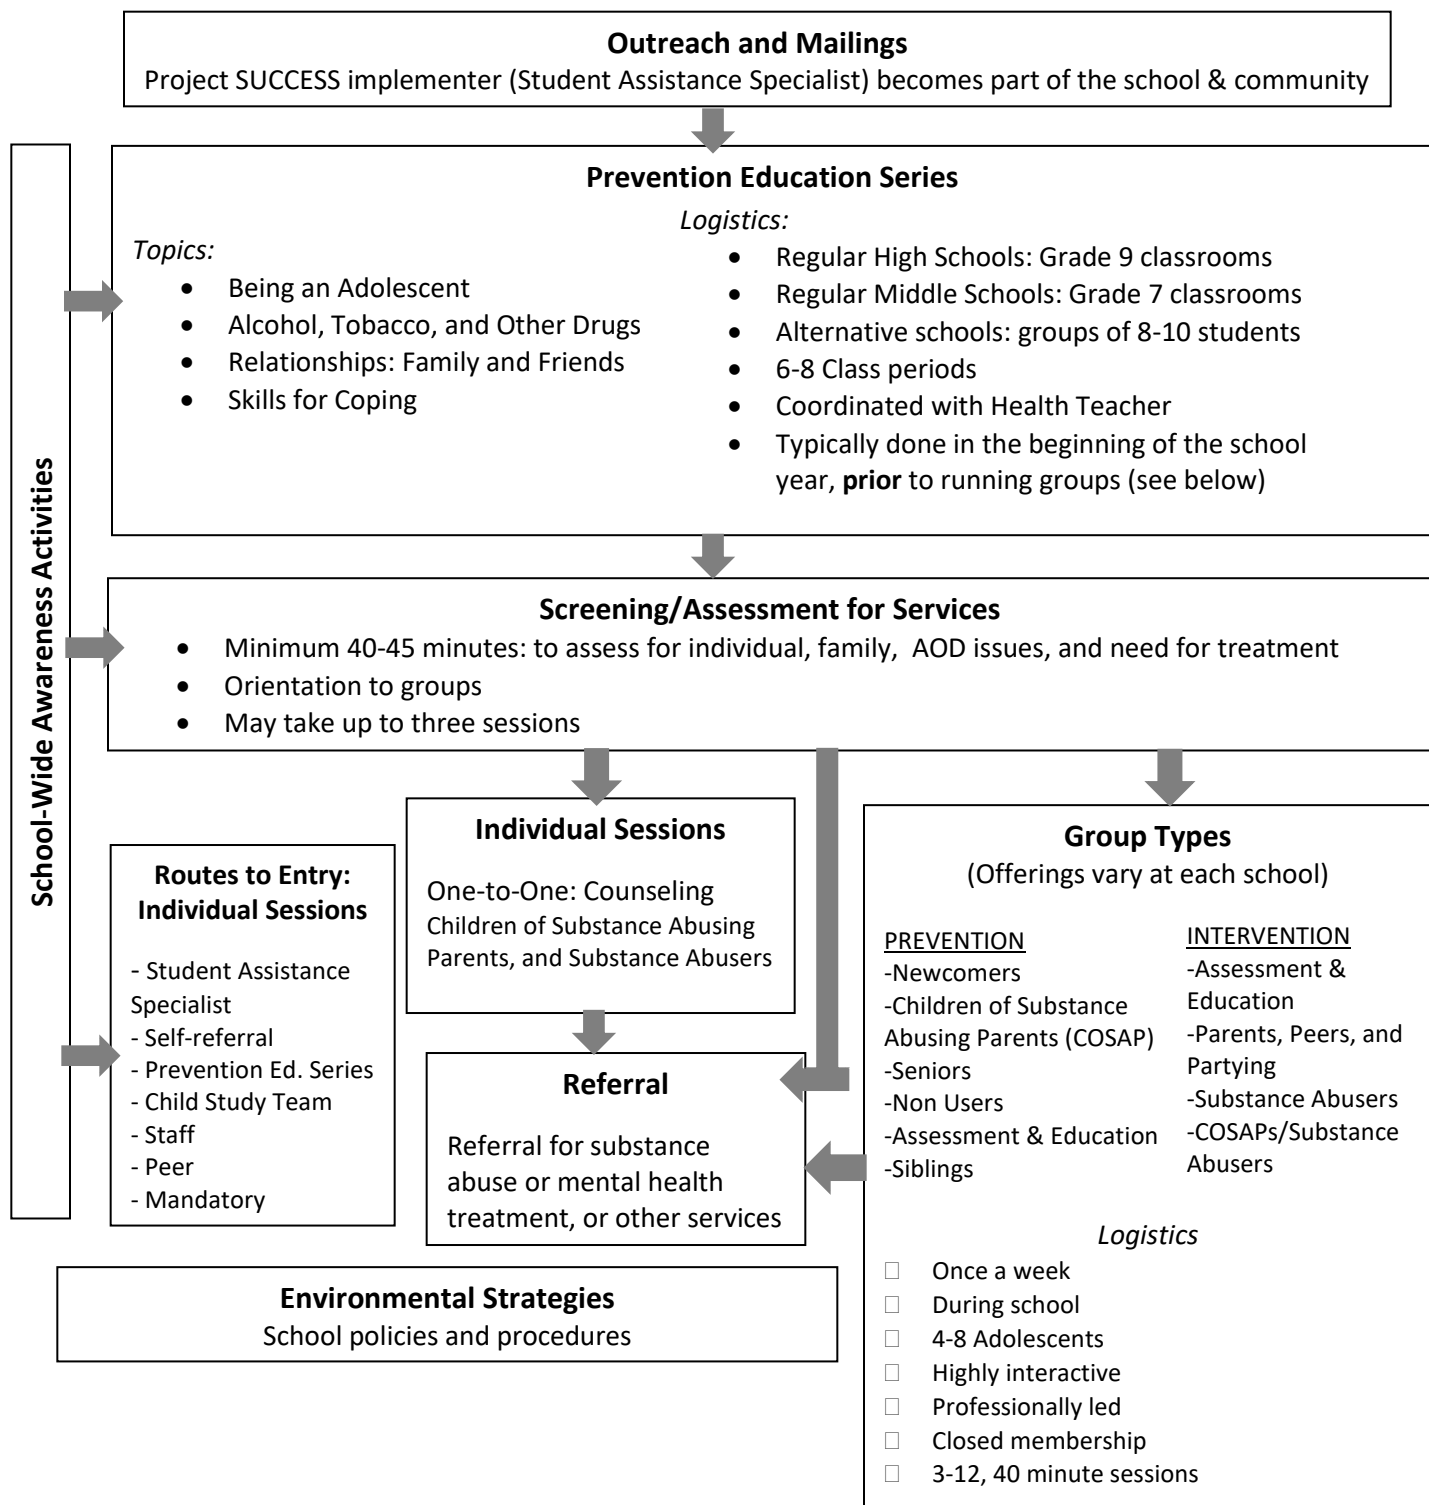 Outreach and Mailings
Project SUCCESS implementer (Student Assistance Specialist) becomes part of the school & community
School-Wide Awareness Activities
Prevention Education Series
Topics:
• Being an Adolescent
• Alcohol, Tobacco, and Other Drugs
• Relationships: Family and Friends
• Skills for Coping
Logistics:
• Regular High Schools: Grade 9 classrooms
• Regular Middle Schools: Grade 7 classrooms
• Alternative schools: groups of 8-10 students
• 6-8 Class periods
• Coordinated with Health Teacher
• Typically done in the beginning of the school
year, prior to running groups (see below)
Screening/Assessment for Services
• Minimum 40-45 minutes: to assess for individual, family, AOD issues, and need for treatment
• Orientation to groups
• May take up to three sessions
Routes to Entry:
Individual Sessions
- Student Assistance
Specialist
- Self-referral
- Prevention Ed. Series
- Child Study Team
- Staff
- Peer
- Mandatory
Individual Sessions
One-to-One: Counseling
Children of Substance Abusing
Parents, and Substance Abusers
Referral
Referral for substance
abuse or mental health
treatment, or other services
Group Types
(Offerings vary at each school)
PREVENTION
-Newcomers
-Children of Substance
Abusing Parents (COSAP)
-Seniors
-Non Users
-Assessment & Education
-Siblings
INTERVENTION
-Assessment &
Education
-Parents, Peers, and
Partying
-Substance Abusers
-COSAPs/Substance
Abusers
Logistics
Once a week
During school
4-8 Adolescents
Highly interactive
Professionally led
Closed membership
3-12, 40 minute sessions
Environmental Strategies
School policies and procedures